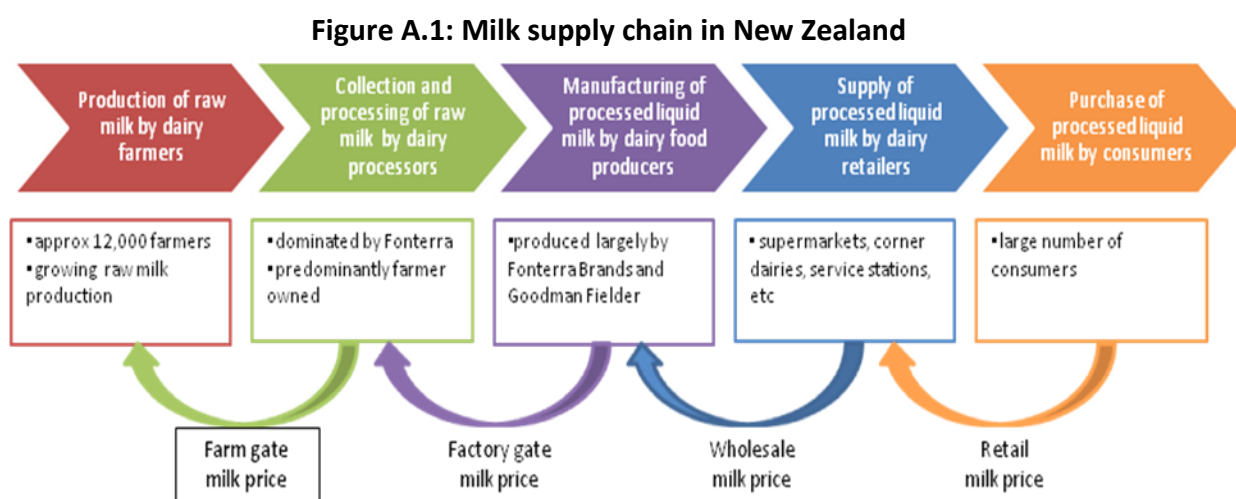 Figure A.1: Milk supply chain in New Zealand
Production of raw
milk by dairy
farmers
Collection and
processing of raw
milk by dairy
processors
Manufacturing of
processed liquid
milk by dairy food
producers
Supply of
processed liquid
milk by dairy
retailers
Purchase of
processed liquid
milk by consumers
▪approx 12,000 farmers
▪growing raw milk
production
▪dominated by Fonterra
▪predominantly farmer
owned
▪produced largely by
Fonterra Brands and
Goodman Fielder
▪supermarkets, corner
dairies, service stations,
etc
▪large number of
consumers
Farm gate
milk price
Factory gate
milk price
Wholesale
milk price
Retail
milk price